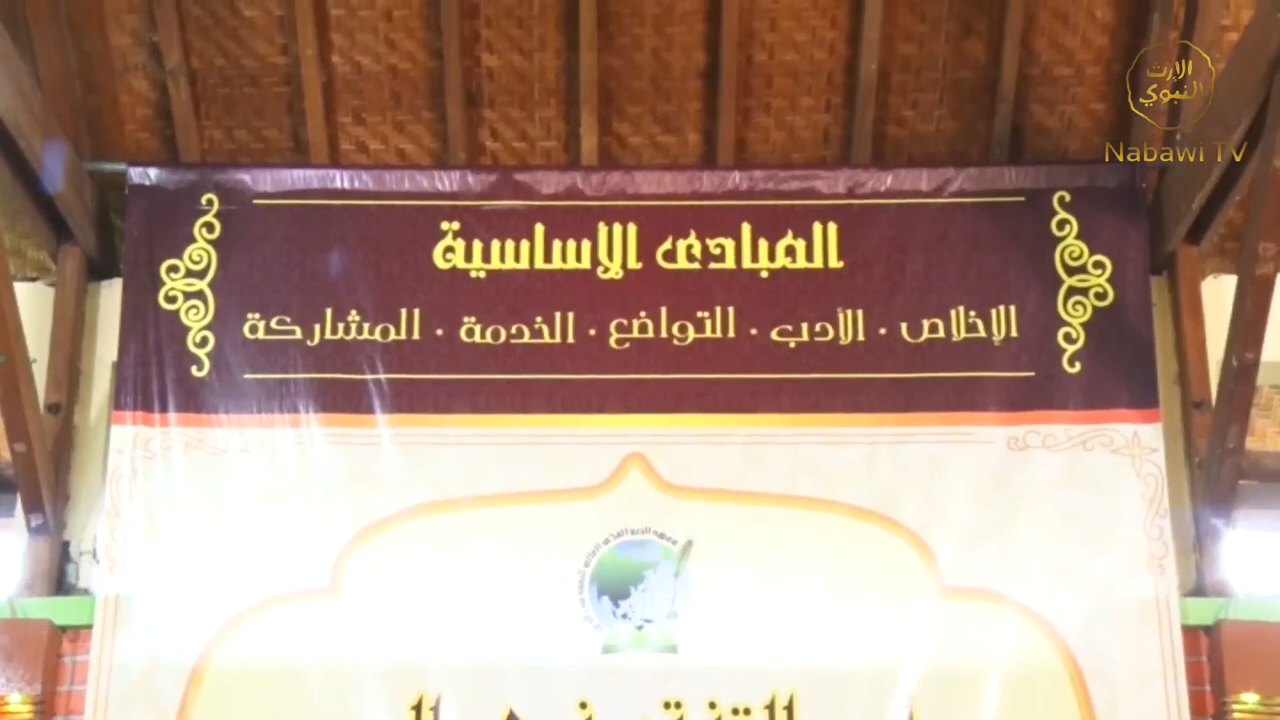 الإرث
النبوي
Nabawi TV
المبادئ الأساسية
الإخلاص . الأدب . التواضع . الخدمة . المشاركة